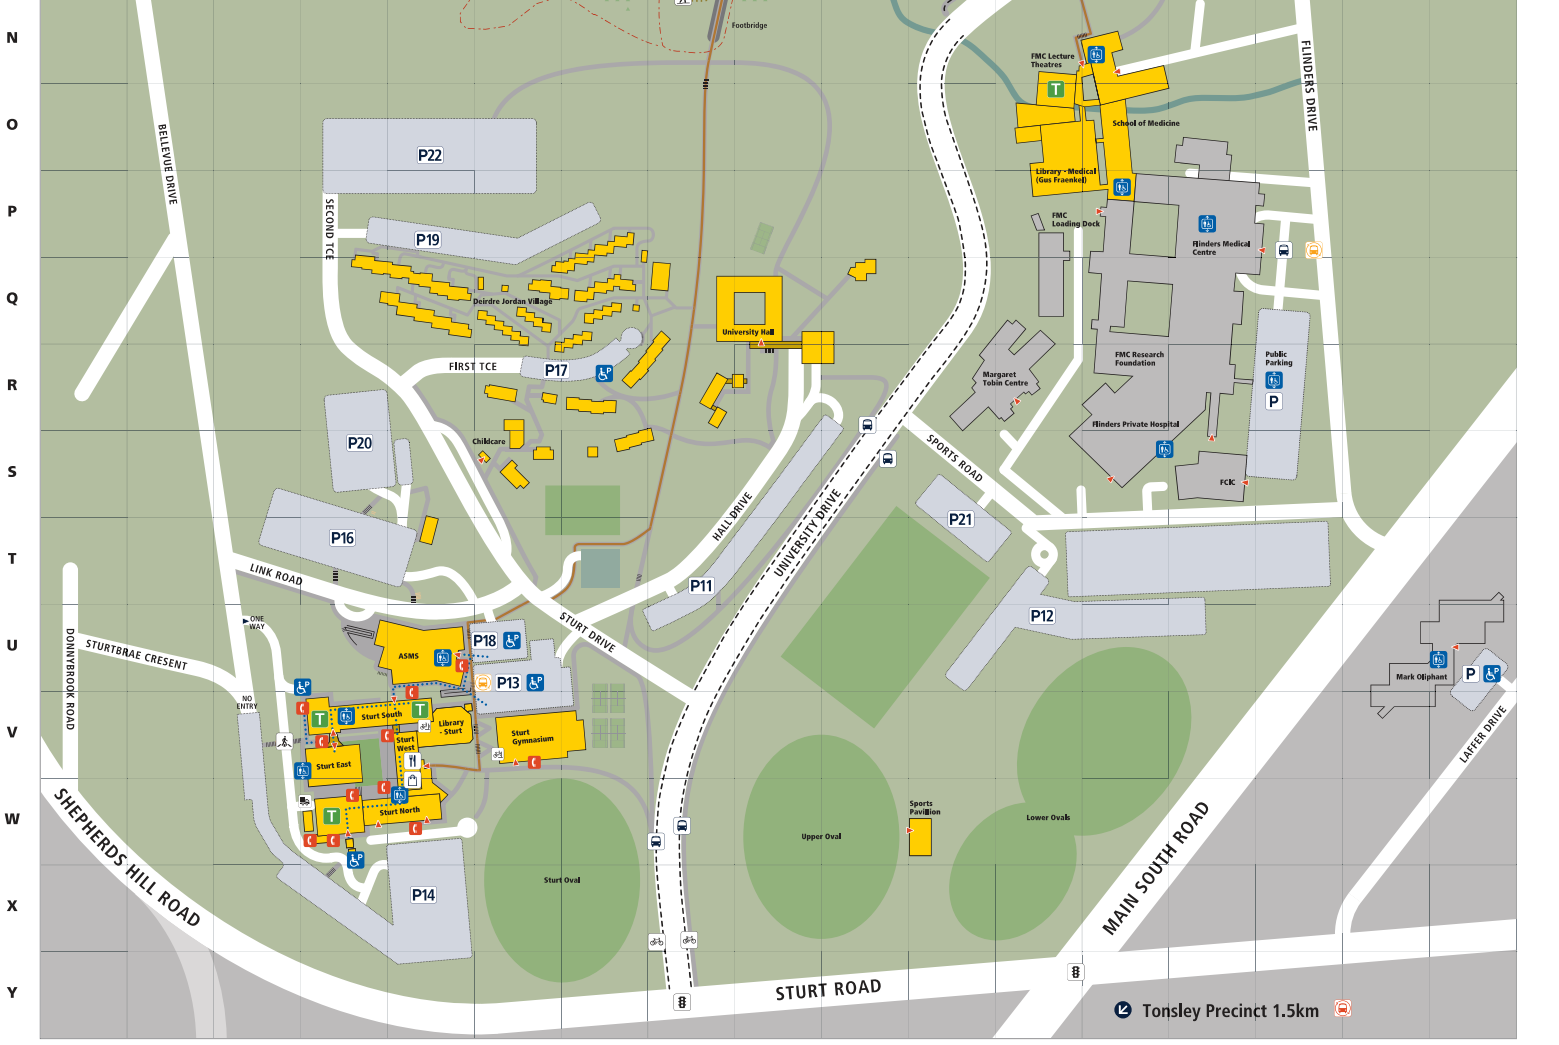 N
Footbridge
FMC Lecture
Theatres
T
FLINDERS DRIVE
O
BELLEVUE DRIVE
P22
School of Medicine
Library - Medical
(Gus Fraenkel)
P
SECOND TCE
P19
FMC
Loading Dock
Flinders Medical
Centre
Q
Deirdre Jordan Village
University Hall
R
FIRST TCE
P17
P
Margaret
Tobin Centre
FMC Research
Foundation
Public
Parking
P
P20
Childcare
Flinders Private Hospital
SPORTS ROAD
S
FCIC
HALL DRIVE
UNIVERSITY DRIVE
P21
P16
T
LINK ROAD
P11
P12
ONE
WAY
STURT DRIVE
U
DONNYBROOK ROAD
STURTBRAE CRESENT
ASMS
P18
P
P13
P
Mark Oliphant
P
P
P
NO
ENTRY
V
T
Sturt South
T
Library
- Sturt
Sturt
Gymnasium
Sturt
West
Sturt East
LAFFER DRIVE
W
SHEPHERDS HILL ROAD
T
Sturt North
Sports
Pavilion
Upper Oval
Lower Ovals
MAIN SOUTH ROAD
P
Sturt Oval
P14
X
Y
STURT ROAD
Tonsley Precinct 1.5km